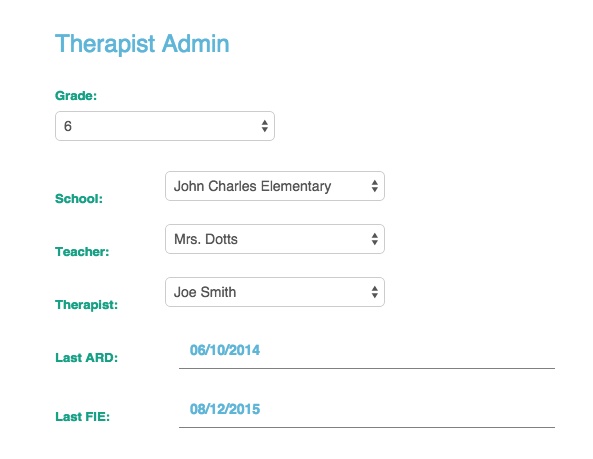 Therapist Admin
Grade:
6
School: John Charles Elementary
Teacher: Mrs. Dotts
Therapist: Joe Smith
Last ARD: 06/10/2014
Last FIE: 08/12/2015